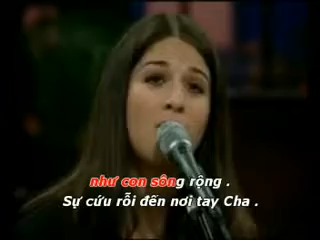 như con sông rộng .
Sự cứu rỗi đến nơi tay Cha .